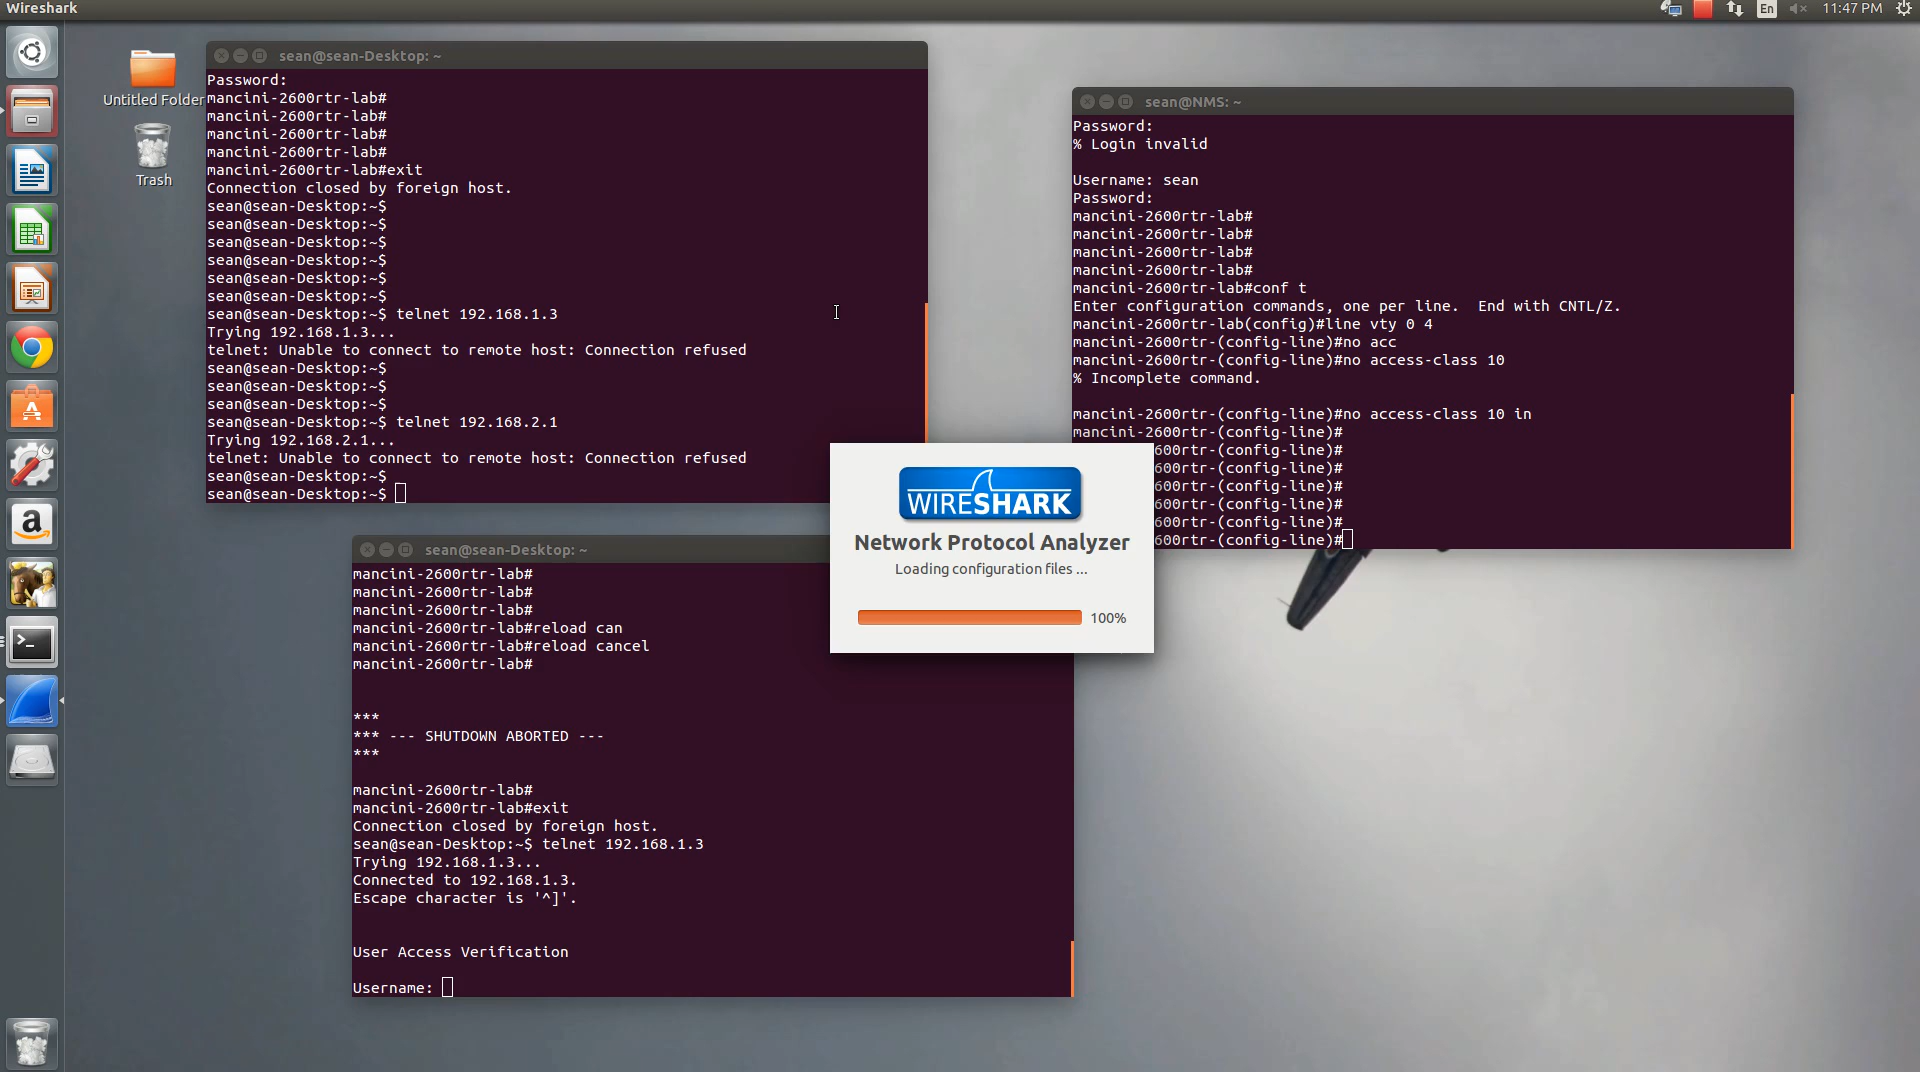 Wireshark
En
11:47 PM
Untitled Folder
Trash
sean@sean-Desktop: ~
Password:
mancini-2600rtr-lab#
mancini-2600rtr-lab#
mancini-2600rtr-lab#
mancini-2600rtr-lab#
mancini-2600rtr-lab#exit
Connection closed by foreign host.
sean@sean-Desktop:~$
sean@sean-Desktop:~$
sean@sean-Desktop:~$
sean@sean-Desktop:~$
sean@sean-Desktop:~$
sean@sean-Desktop:~$
sean@sean-Desktop:~$ telnet 192.168.1.3
Trying 192.168.1.3...
telnet: Unable to connect to remote host: Connection refused
sean@sean-Desktop:~$
sean@sean-Desktop:~$
sean@sean-Desktop:~$
sean@sean-Desktop:~$ telnet 192.168.2.1
Trying 192.168.2.1...
telnet: Unable to connect to remote host: Connection refused
sean@sean-Desktop:~$
sean@sean-Desktop:~$
sean@NMS: ~
Password:
% Login invalid
Username: sean
Password:
mancini-2600rtr-lab#
mancini-2600rtr-lab#
mancini-2600rtr-lab#
mancini-2600rtr-lab#
mancini-2600rtr-lab#conf t
Enter configuration commands, one per line.  End with CNTL/Z.
mancini-2600rtr-lab(config)#line vty 0 4
mancini-2600rtr-(config-line)#no acc
mancini-2600rtr-(config-line)#no access-class 10
% Incomplete command.
mancini-2600rtr-(config-line)#no access-class 10 in
mancini-2600rtr-(config-line)#
600rtr-(config-line)#
600rtr-(config-line)#
600rtr-(config-line)#
600rtr-(config-line)#
600rtr-(config-line)#
600rtr-(config-line)#
WIRESHARK
Network Protocol Analyzer
Loading configuration files ...
100%
sean@sean-Desktop: ~
mancini-2600rtr-lab#
mancini-2600rtr-lab#
mancini-2600rtr-lab#
mancini-2600rtr-lab#reload can
mancini-2600rtr-lab#reload cancel
mancini-2600rtr-lab#
***
*** --- SHUTDOWN ABORTED ---
***
mancini-2600rtr-lab#
mancini-2600rtr-lab#exit
Connection closed by foreign host.
sean@sean-Desktop:~$ telnet 192.168.1.3
Trying 192.168.1.3...
Connected to 192.168.1.3.
Escape character is '^]'.
User Access Verification
Username: